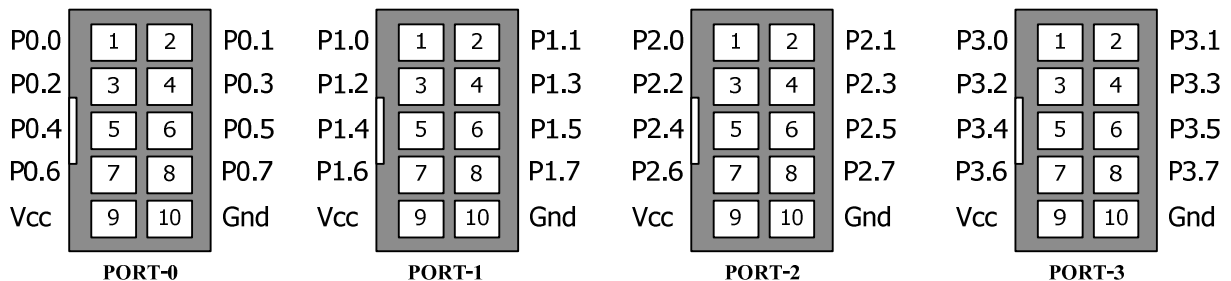 P0.0 1 2 P0.1 P1.0 1 2 P1.1 P2.0 1 2 P2.1 P3.0 1 2 P3.1
P0.2 3 4 P0.3 P1.2 3 4 P1.3 P2.2 3 4 P2.3 P3.2 3 4 P3.3
P0.4 5 6 P0.5 P1.4 5 6 P1.5 P2.4 5 6 P2.5 P3.4 5 6 P3.5
P0.6 7 8 P0.7 P1.6 7 8 P1.7 P2.6 7 8 P2.7 P3.6 7 8 P3.7
Vcc 9 10 Gnd Vcc 9 10 Gnd Vcc 9 10 Gnd Vcc 9 10 Gnd
PORT-0 PORT-1 PORT-2 PORT-3